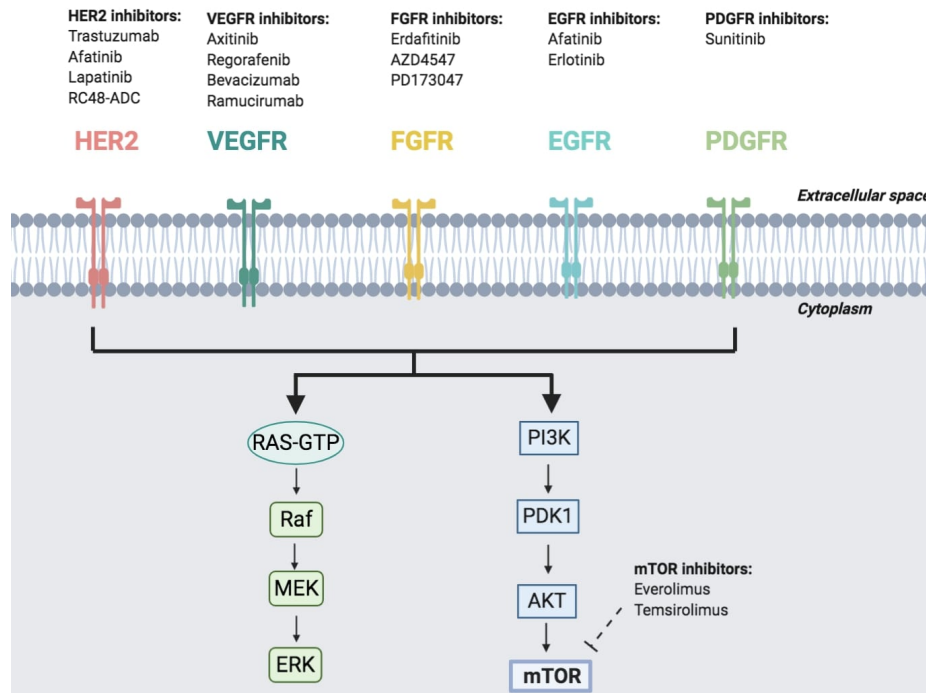 HER2 inhibitors:
Trastuzumab
Afatinib
Lapatinib
RC48-ADC
VEGFR inhibitors:
Axitinib
Regorafenib
Bevacizumab
Ramucirumab
FGFR inhibitors:
Erdafitinib
AZD4547
PD173047
EGFR inhibitors:
Afatinib
Erlotinib
PDGFR inhibitors:
Sunitinib
HER2
VEGFR
FGFR
EGFR
PDGFR
Extracellular space
Cytoplasm
RAS-GTP
Raf
MEK
ERK
PI3K
PDK1
AKT
mTOR
mTOR inhibitors:
Everolimus
Temsirolimus